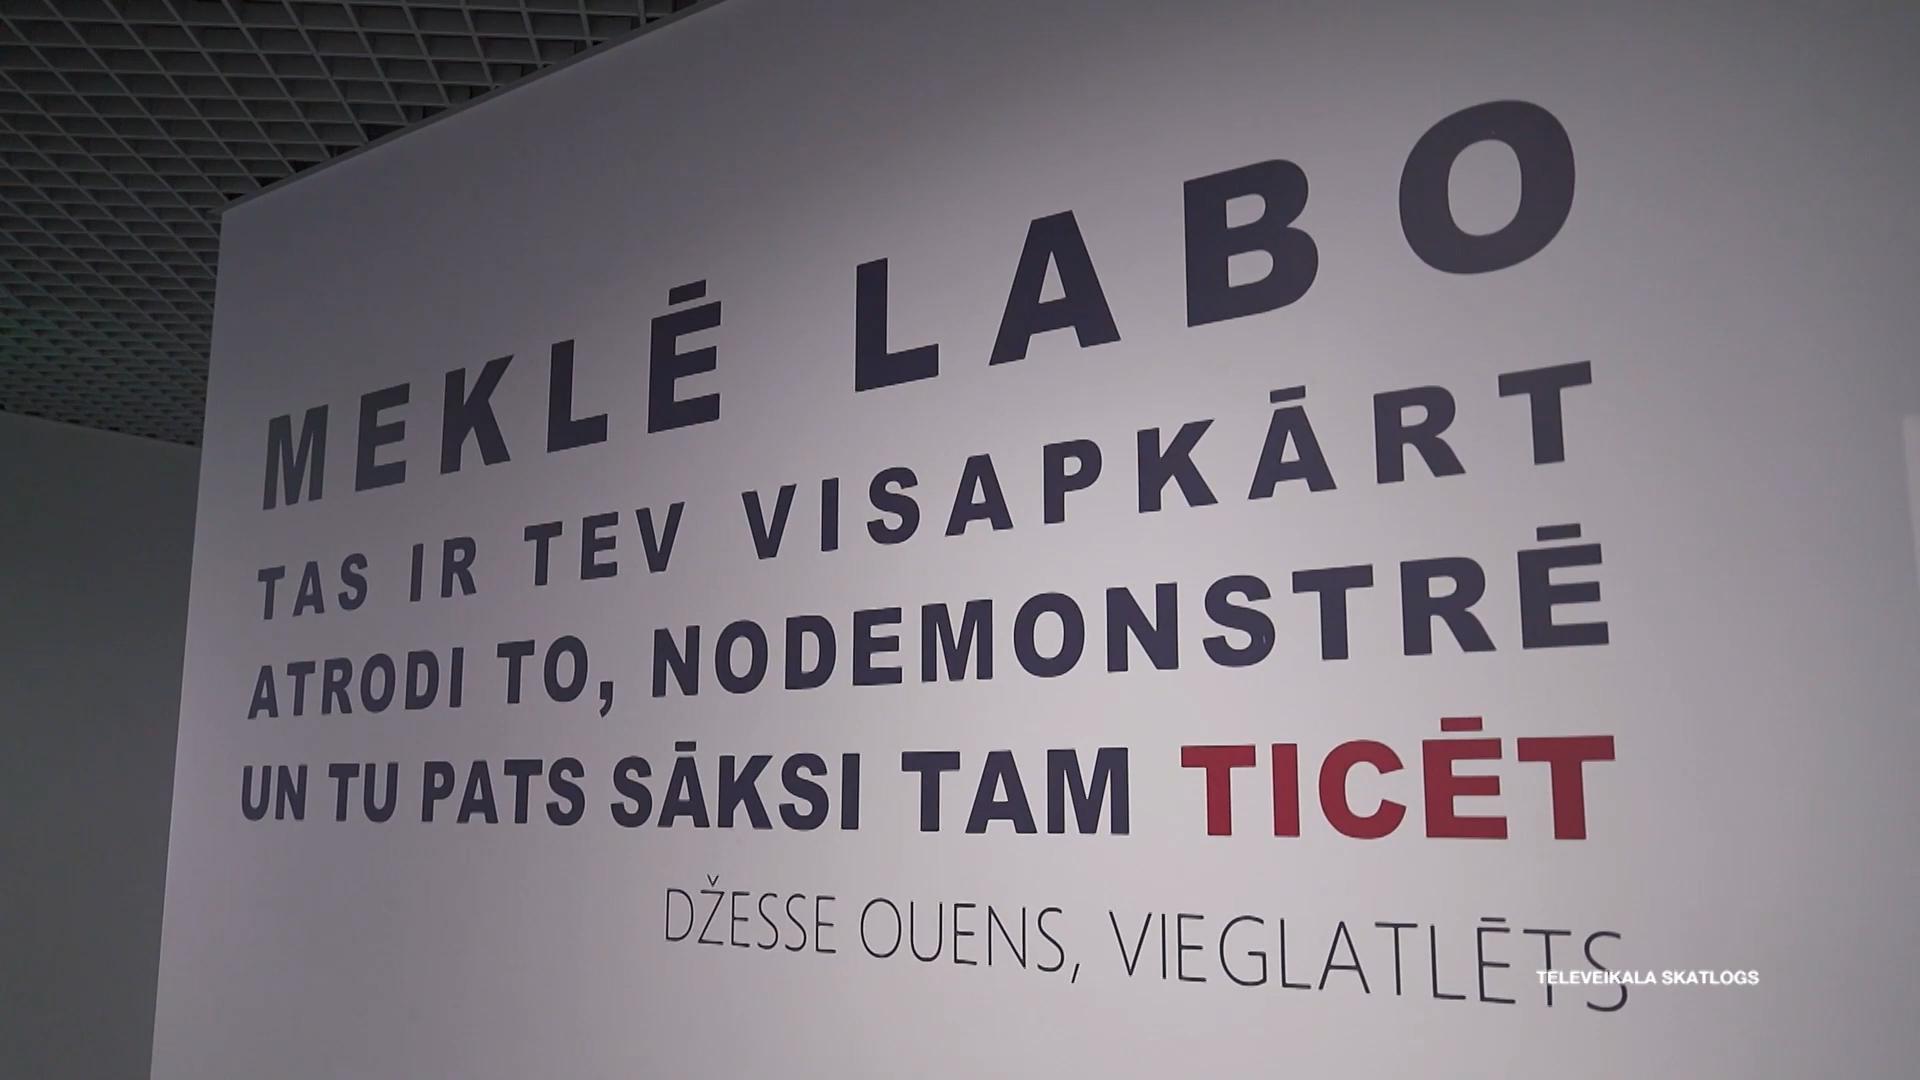 MEKLĒ LABO
TAS IR TEV VISAPKĀRT
ATRODI TO, NODEMONSTRĒ
UN TU PATS SĀKSI TAM TICĒT
DŽESSE OUENS, VIEGLATLĒTS
TELEVEIKALA SKATLOGS